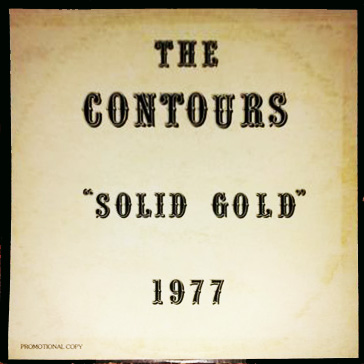 THE
CONTOURS
"SOLID GOLD"
1977
PROMOTIONAL COPY